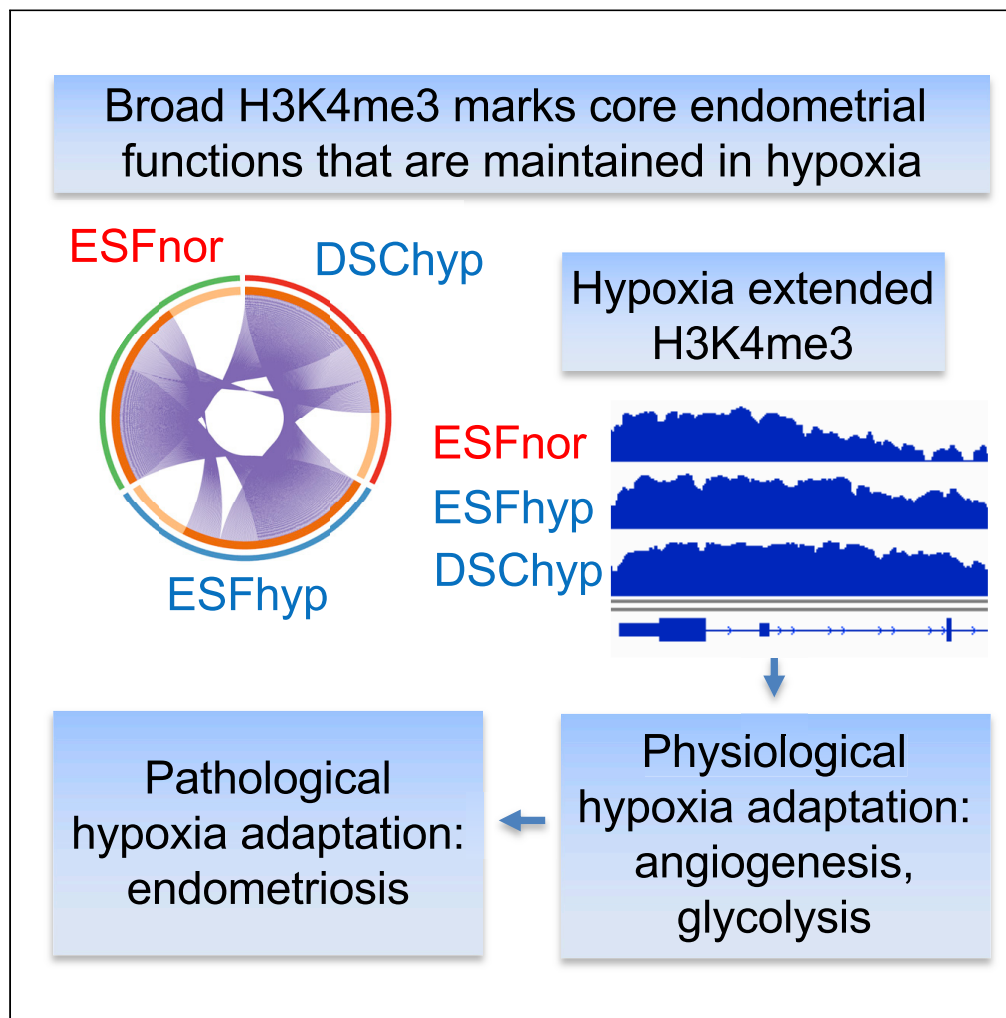 Broad H3K4me3 marks core endometrial
functions that are maintained in hypoxia
ESFnor
DSChyp
ESFhyp
Hypoxia extended
H3K4me3
ESFnor
ESFhyp
DSChyp
Physiological
hypoxia adaptation:
angiogenesis,
glycolysis
Pathological
hypoxia adaptation:
endometriosis